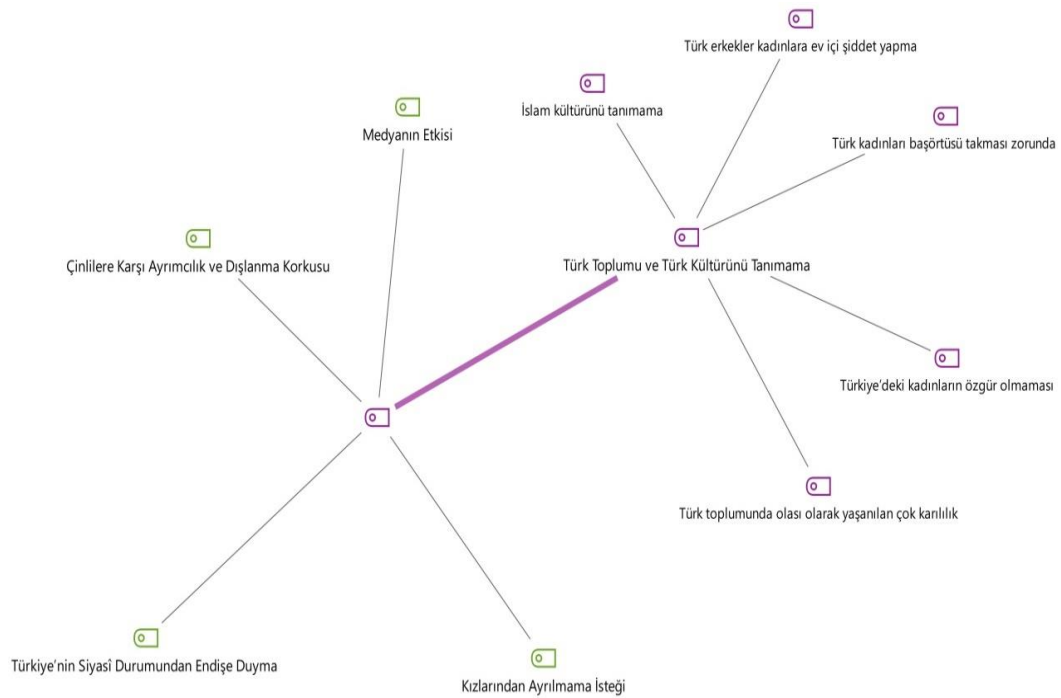 Türk erkekler kadınlara ev içi şiddet yapma
İslam kültürünü tanımama
Medyanın Etkisi
Türk kadınları başörtüsü takması zorunda
Çinlilere Karşı Ayrımcılık ve Dışlanma Korkusu
Türk Toplumu ve Türk Kültürünü Tanımama
Türkiye'deki kadınların özgür olmaması
Türk toplumunda olası olarak yaşanılan çok karılılık
Türkiye'nin Siyasî Durumundan Endişe Duyma
Kızlarından Ayrılmama İsteği